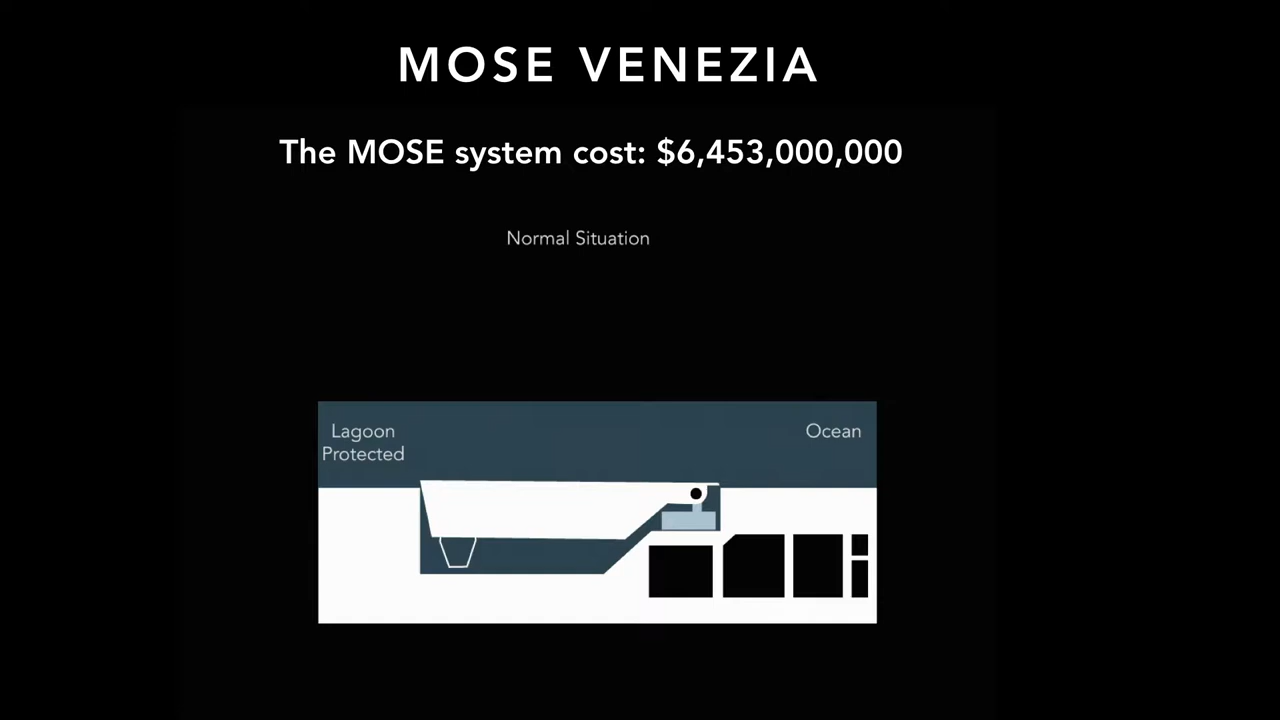 MOSE VENEZIA
The MOSE system cost: $6,453,000,000
Normal Situation
Lagoon
Protected
Ocean